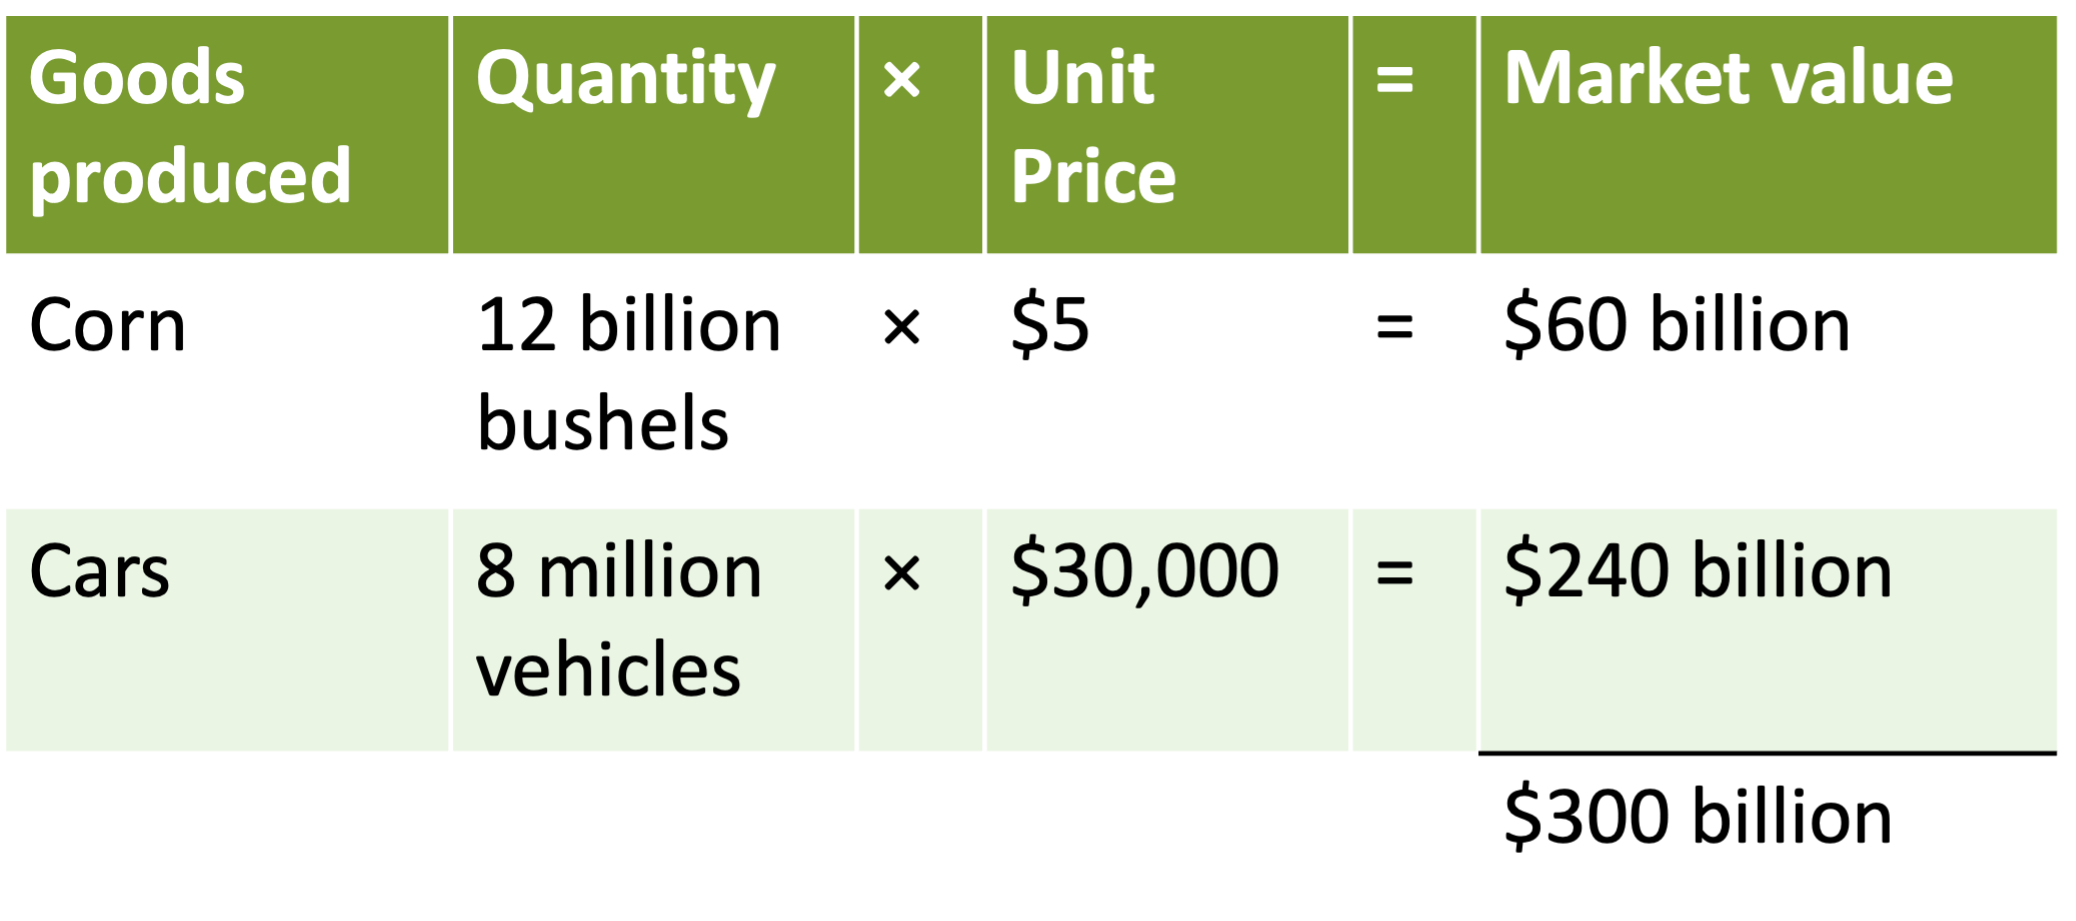 Goods Quantity × Unit = Market value
produced Price
Corn 12 billion × $5 = $60 billion
bushels
Cars 8 million × $30,000 = $240 billion
vehicles
$300 billion